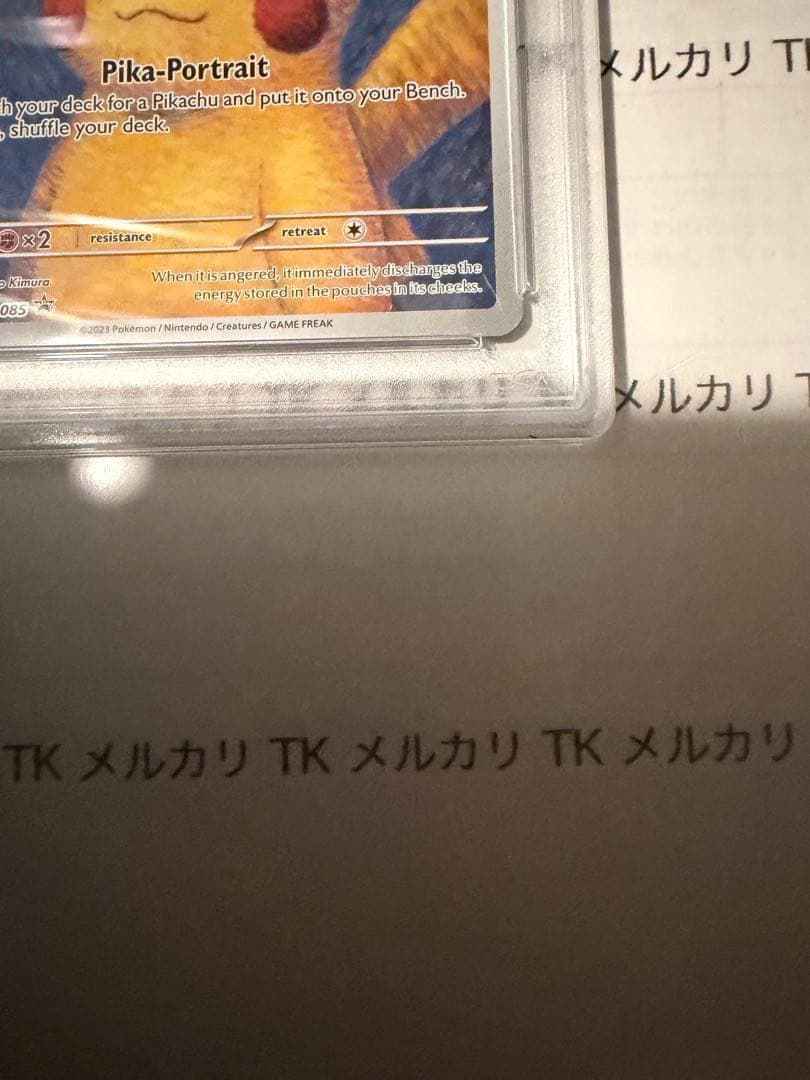 Pika-Portrait
h your deck for a Pikachu and put it onto your Bench.
, shuffle your deck.
×2 resistance retreat
Kimura
When it is angered, it immediately discharges the
energy stored in the pouches in its cheeks.
085
©2023 Pokémon / Nintendo / Creatures / GAME FREAK
メルカリ T
メルカリ T
TK メルカリ TK メルカリ TK メルカリ